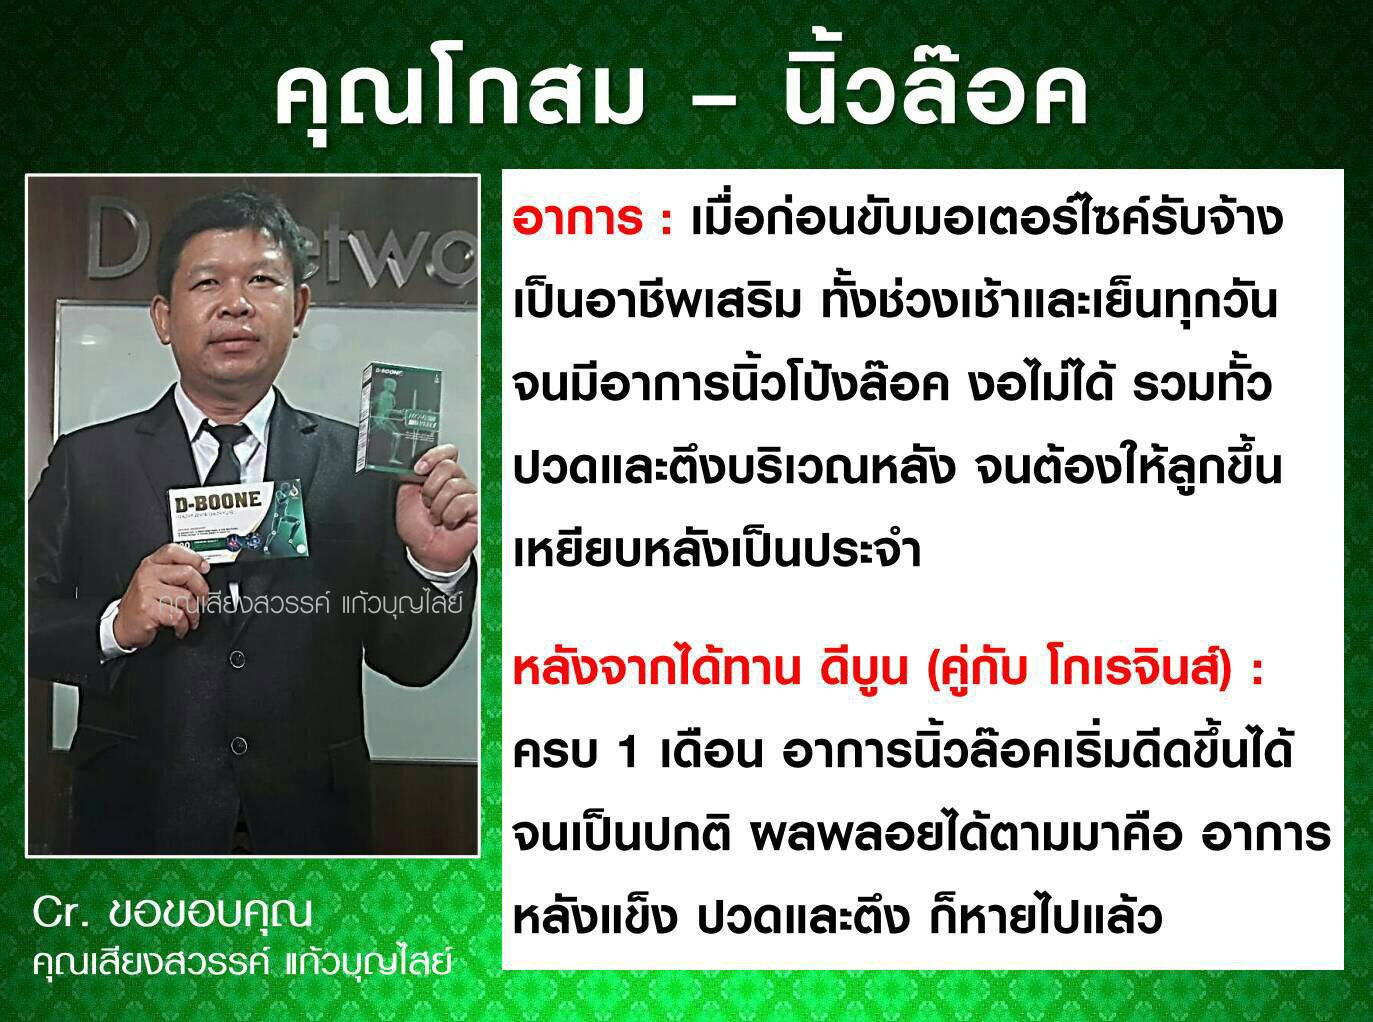 คุณโกสม – นิ้วล๊อค
D Netwo
D-BOONE
D-BOONE
คุณเสียงสวรรค์ แก้วบุญไสย์
อาการ : เมื่อก่อนขับมอเตอร์ไซค์รับจ้าง
เป็นอาชีพเสริม ทั้งช่วงเช้าและเย็นทุกวัน
จนมีอาการนิ้วโป้งล๊อค งอไม่ได้ รวมทั้ว
ปวดและตึงบริเวณหลัง จนต้องให้ลูกขึ้น
เหยียบหลังเป็นประจำ
หลังจากได้ทาน ดีบูน (คู่กับ โกเรจินส์) :
ครบ 1 เดือน อาการนิ้วล๊อคเริ่มดีดขึ้นได้
จนเป็นปกติ ผลพลอยได้ตามมาคือ อาการ
หลังแข็ง ปวดและตึง ก็หายไปแล้ว
Cr. ขอขอบคุณ
คุณเสียงสวรรค์ แก้วบุญไสย์